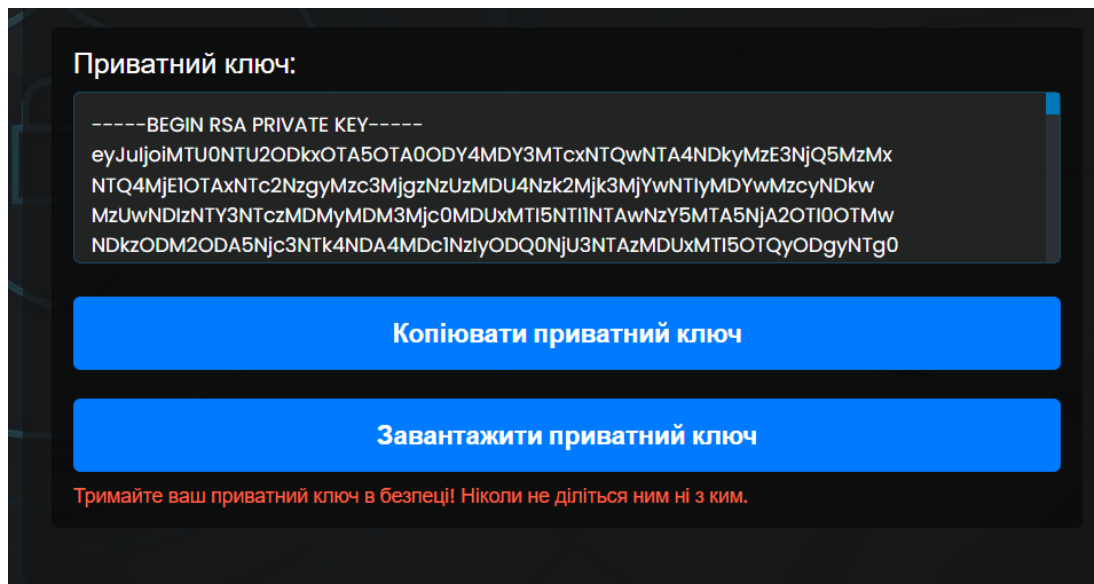 Приватний ключ:
-----BEGIN RSA PRIVATE KEY-----
eyJuIjoiMTU0NTU2ODkxOTA5OTA0ODY4MDY3MTcxNTQwNTA4NDkyMzE3NjQ5MzMx
NTQ4MjE1OTAxNTc2NzgyMzc3MjgzNzUzMDU4Nzk2Mjk3MjYwNTIyMDYwMzcyNDkw
MzUwNDIzNTY3NTczMDMyMDM3Mjc0MDUxMTI5NTI1NTAwNzY5MTA5NjA2OTI0OTMw
NDkzODM2ODA5Njc3NTk4NDA4MDc1NzIyODQ0NjU3NTAzMDUxMTI5OTQyODgyNTg0
Копіювати приватний ключ
Завантажити приватний ключ
Тримайте ваш приватний ключ в безпеці! Ніколи не діліться ним ні з ким.